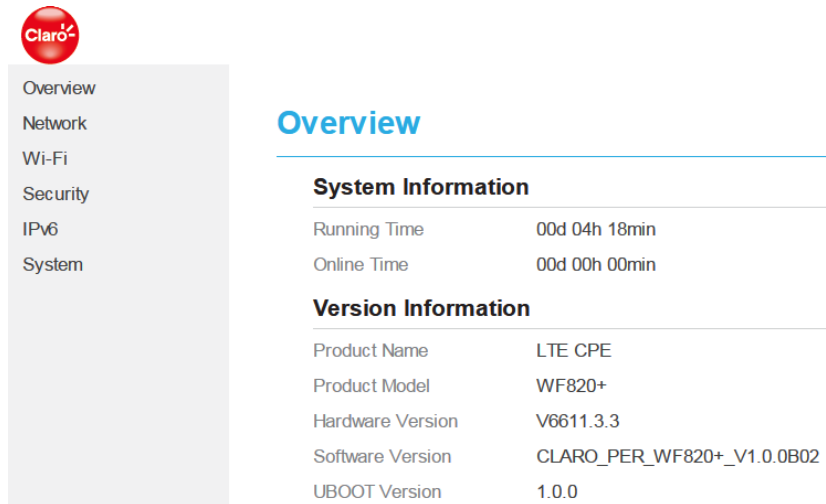 Claro
Overview
Network
Wi-Fi
Security
IPv6
System
Overview
System Information
Running Time 00d 04h 18min
Online Time 00d 00h 00min
Version Information
Product Name LTE CPE
Product Model WF820+
Hardware Version V6611.3.3
Software Version CLARO_PER_WF820+_V1.0.0B02
UBOOT Version 1.0.0